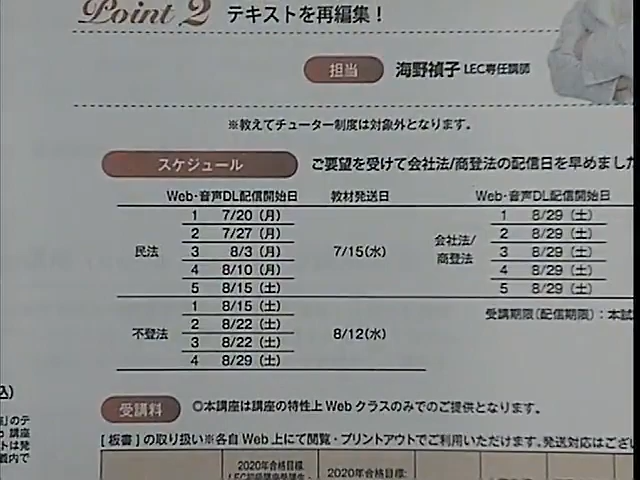 Point 2 テキストを再編集！
担当 海野禎子 LEC専任講師
※教えてチューター制度は対象外となります。
スケジュール ご要望を受けて会社法/商登法の配信日を早めました
Web・音声DL配信開始日 教材発送日
民法 7/15(水)
1 7/20（月）
2 7/27（月）
3 8/3（月）
4 8/10（月）
5 8/15（土）
不登法 8/12(水)
1 8/15（土）
2 8/22（土）
3 8/22（土）
4 8/29（土）
Web・音声DL配信開始日
会社法/
商登法
1 8/29（土）
2 8/29（土）
3 8/29（土）
4 8/29（土）
5 8/29（土）
受講期限(配信期限)：本試
受講料 ◎本講座は講座の特性上Webクラスのみでのご提供となります。
[板書]の取り扱い※各自Web上にて閲覧・プリントアウトでご利用いただけます。発送対応はござい
2020年合格目標
2020年合格目標:
込)
」のテ
講座
トは発
義内で